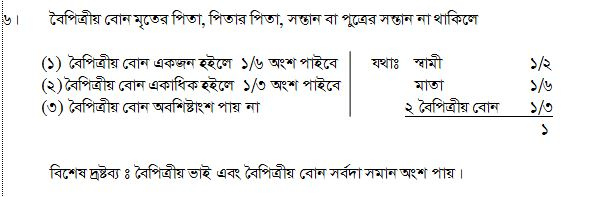 ৬। বৈপিত্রীয় বোন মৃতের পিতা, পিতার পিতা, সন্তান বা পুত্রের সন্তান না থাকিলে
(১) বৈপিত্রীয় বোন একজন হইলে ১/৬ অংশ পাইবে যথাঃ স্বামী ১/২
(২) বৈপিত্রীয় বোন একাধিক হইলে ১/৩ অংশ পাইবে মাতা ১/৬
(৩) বৈপিত্রীয় বোন অবশিষ্টাংশ পায় না ২ বৈপিত্রীয় বোন ১/৩
১
বিশেষ দ্রষ্টব্য ঃ বৈপিত্রীয় ভাই এবং বৈপিত্রীয় বোন সর্বদা সমান অংশ পায়।